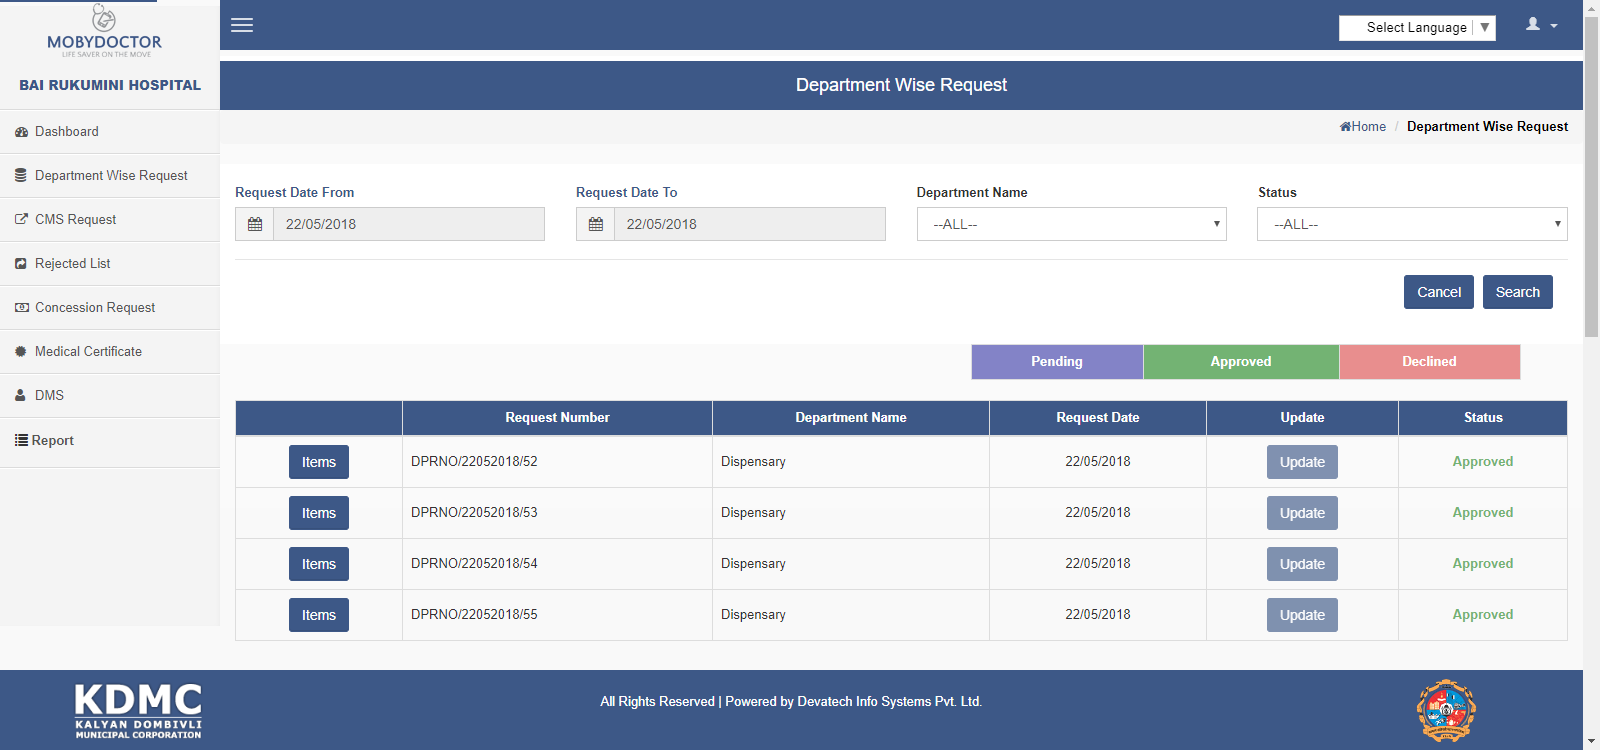 MOBYDOCTOR
LIFE SAVER ON THE MOVE
BAI RUKUMINI HOSPITAL
Dashboard
Department Wise Request
CMS Request
Rejected List
Concession Request
Medical Certificate
DMS
Report
Select Language ▼
Department Wise Request
Home / Department Wise Request
Request Date From
Request Date To
Department Name
Status
22/05/2018
22/05/2018
--ALL--
--ALL--
Cancel
Search
Pending
Approved
Declined
Request Number
Department Name
Request Date
Update
Status
Items
DPRNO/22052018/52
Dispensary
22/05/2018
Update
Approved
Items
DPRNO/22052018/53
Dispensary
22/05/2018
Update
Approved
Items
DPRNO/22052018/54
Dispensary
22/05/2018
Update
Approved
Items
DPRNO/22052018/55
Dispensary
22/05/2018
Update
Approved
KDMC
KALYAN DOMBIVLI
MUNICIPAL CORPORATION
All Rights Reserved | Powered by Devatech Info Systems Pvt. Ltd.